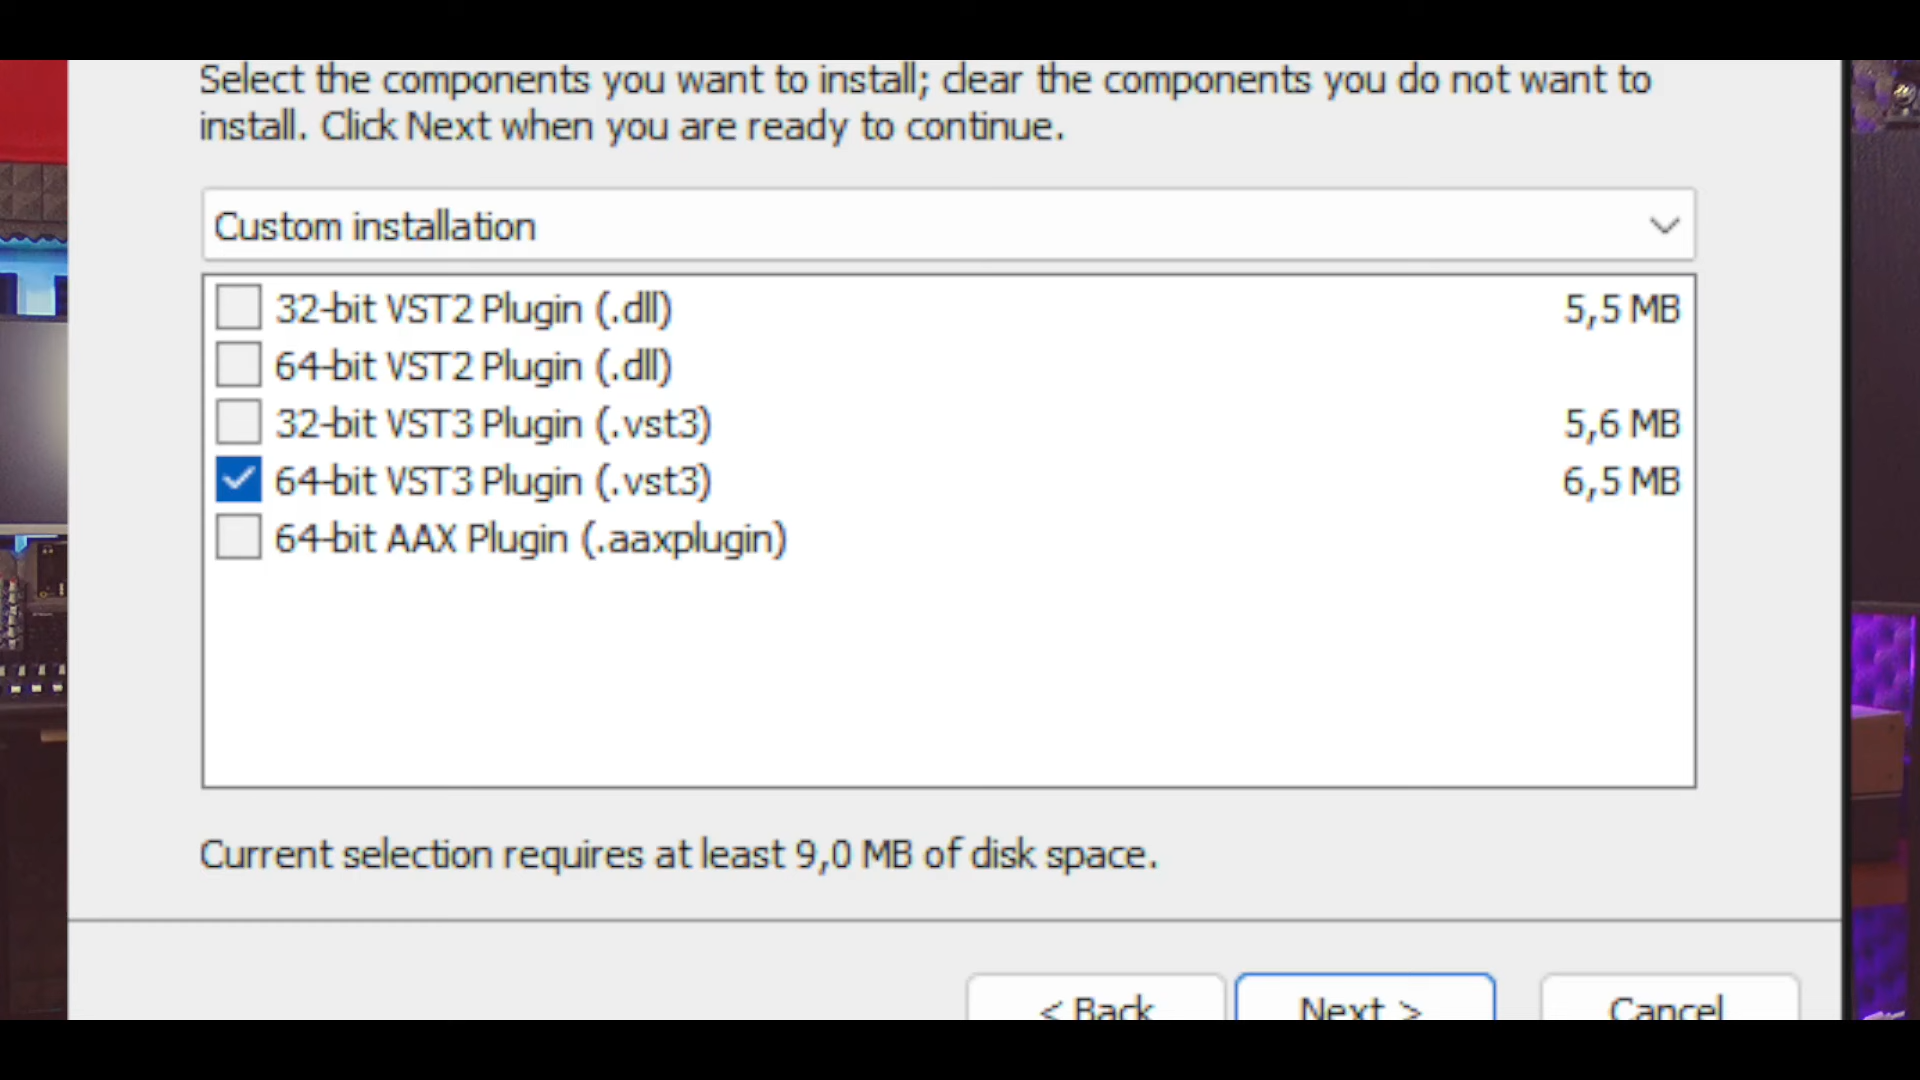 Select the components you want to install; clear the components you do not want to
install. Click Next when you are ready to continue.
Custom installation
32-bit VST2 Plugin (.dll) 5,5 MB
64-bit VST2 Plugin (.dll)
32-bit VST3 Plugin (.vst3) 5,6 MB
64-bit VST3 Plugin (.vst3) 6,5 MB
64-bit AAX Plugin (.aaxplugin)
Current selection requires at least 9,0 MB of disk space.
< Back Next > Cancel